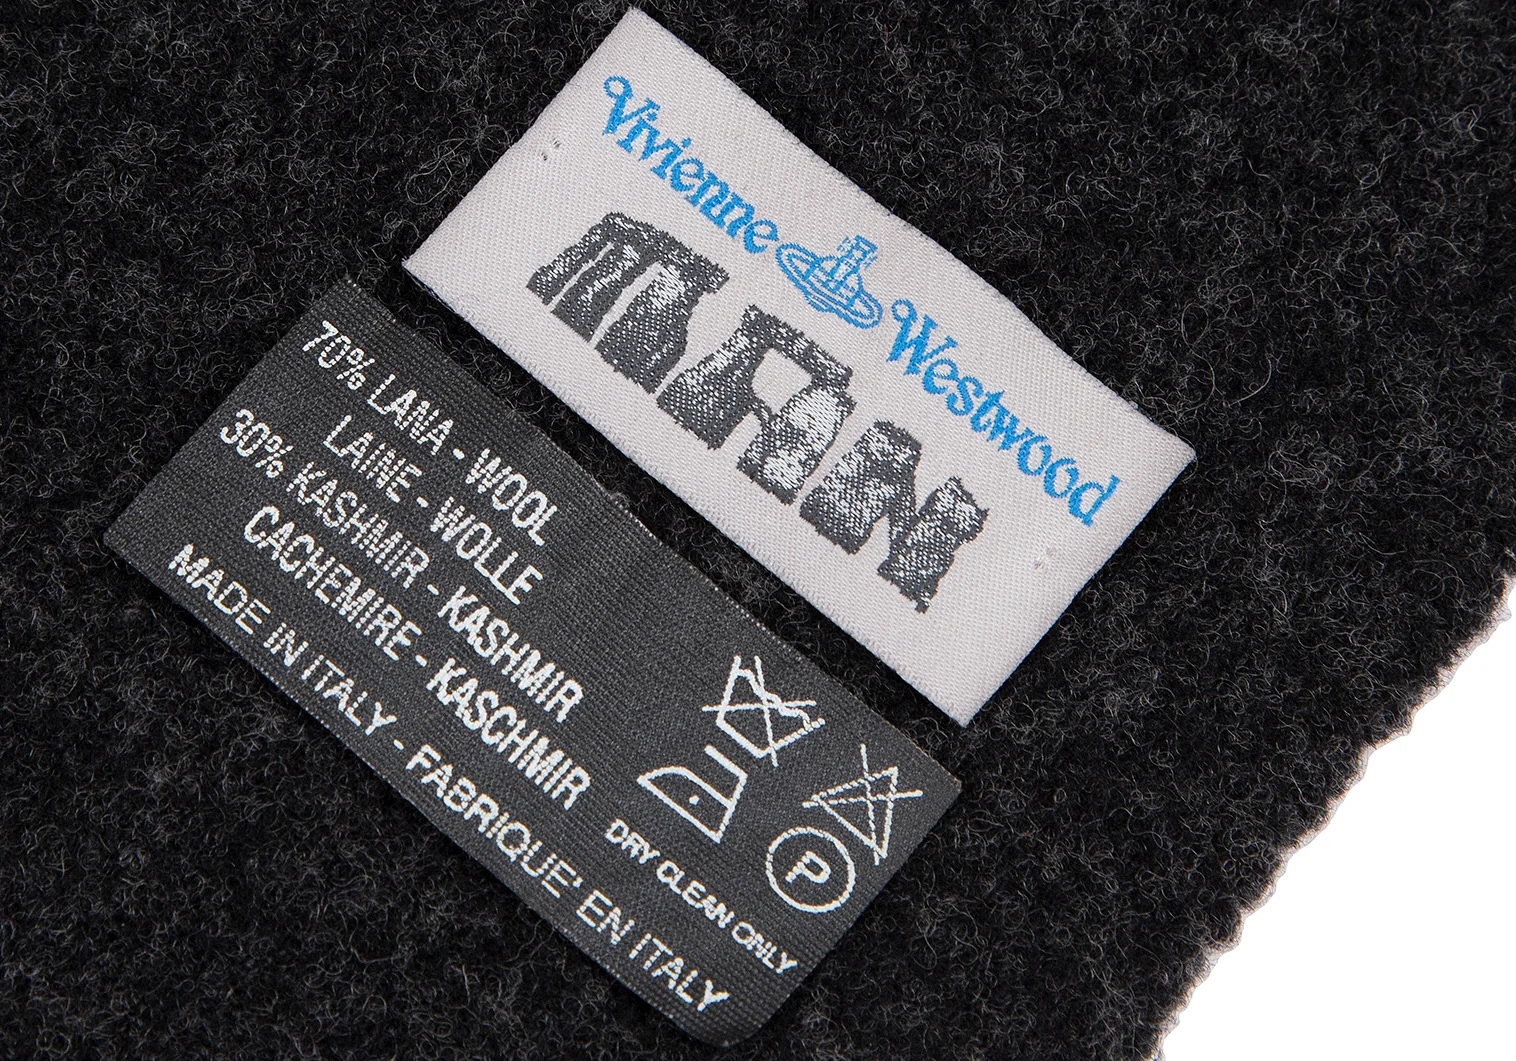 Vivienne Westwood
MAN
70% LANA - WOOL
LAINE - WOLLE
30% KASHMIR - KASHMIR
CACHEMIRE - KASCHMIR
MADE IN ITALY - FABRIQUE' EN ITALY
P
DRY CLEAN ONLY